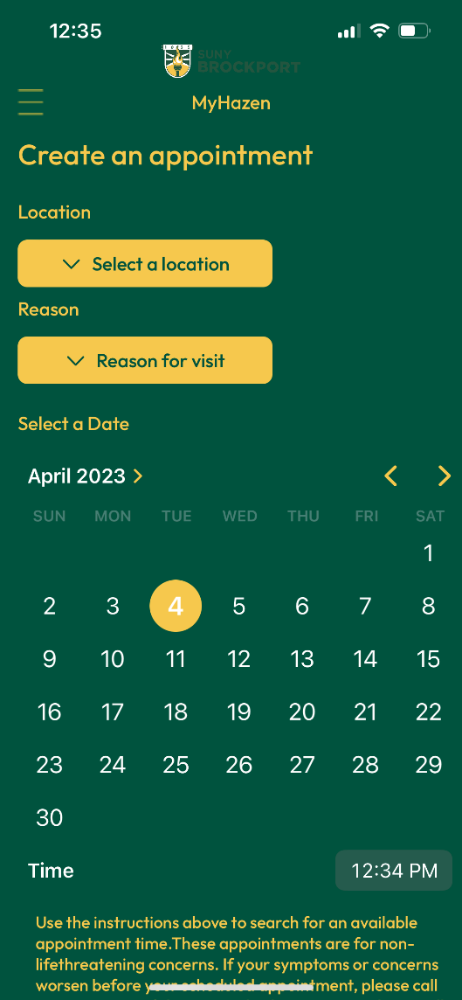 12:35
1835
SUNY
BROCKPORT
MyHazen
Create an appointment
Location
Select a location
Reason
Reason for visit
Select a Date
April 2023
SUN MON TUE WED THU FRI SAT
1
2 3 4 5 6 7 8
9 10 11 12 13 14 15
16 17 18 19 20 21 22
23 24 25 26 27 28 29
30
Time 12:34 PM
Use the instructions above to search for an available
appointment time.These appointments are for non-
lifethreatening concerns. If your symptoms or concerns
worsen before your scheduled appointment, please call